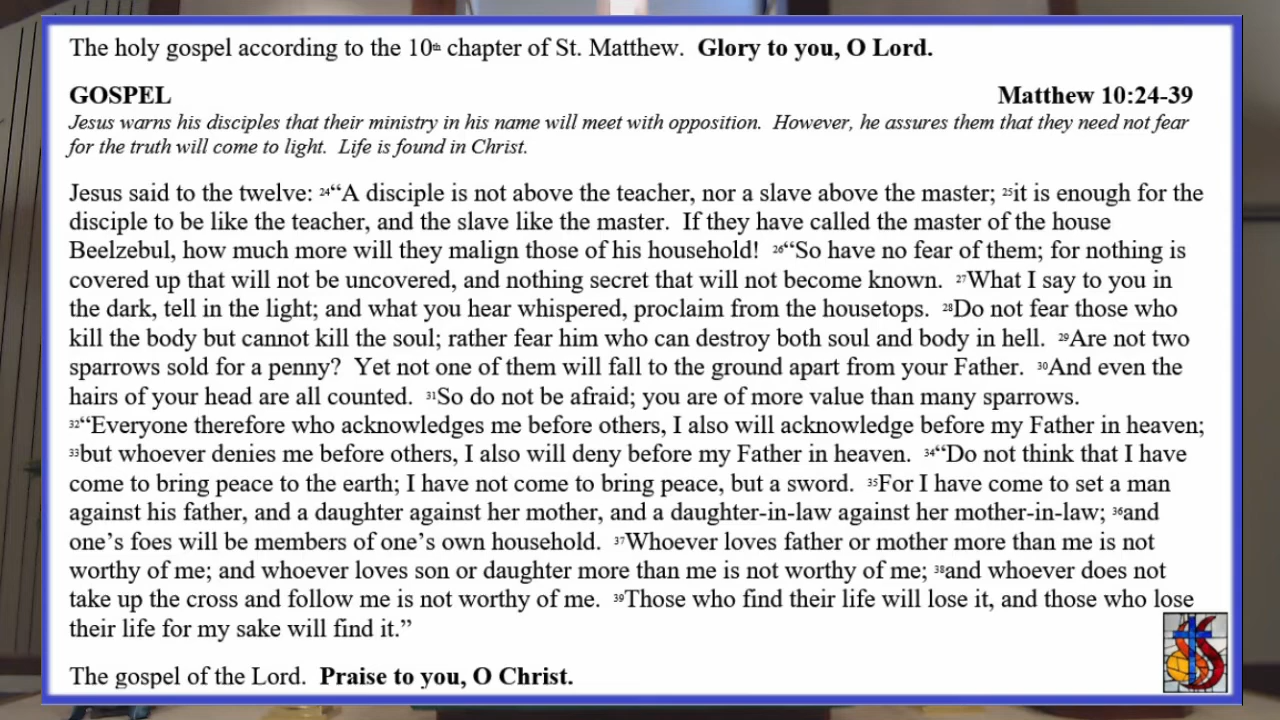 The holy gospel according to the 10th chapter of St. Matthew.  Glory to you, O Lord.
GOSPEL Matthew 10:24-39
Jesus warns his disciples that their ministry in his name will meet with opposition.  However, he assures them that they need not fear
for the truth will come to light.  Life is found in Christ.
Jesus said to the twelve: 24“A disciple is not above the teacher, nor a slave above the master; 25it is enough for the
disciple to be like the teacher, and the slave like the master.  If they have called the master of the house
Beelzebul, how much more will they malign those of his household!  26“So have no fear of them; for nothing is
covered up that will not be uncovered, and nothing secret that will not become known.  27What I say to you in
the dark, tell in the light; and what you hear whispered, proclaim from the housetops.  28Do not fear those who
kill the body but cannot kill the soul; rather fear him who can destroy both soul and body in hell.  29Are not two
sparrows sold for a penny?  Yet not one of them will fall to the ground apart from your Father.  30And even the
hairs of your head are all counted.  31So do not be afraid; you are of more value than many sparrows.
32“Everyone therefore who acknowledges me before others, I also will acknowledge before my Father in heaven;
33but whoever denies me before others, I also will deny before my Father in heaven.  34“Do not think that I have
come to bring peace to the earth; I have not come to bring peace, but a sword.  35For I have come to set a man
against his father, and a daughter against her mother, and a daughter-in-law against her mother-in-law; 36and
one’s foes will be members of one’s own household.  37Whoever loves father or mother more than me is not
worthy of me; and whoever loves son or daughter more than me is not worthy of me; 38and whoever does not
take up the cross and follow me is not worthy of me.  39Those who find their life will lose it, and those who lose
their life for my sake will find it.”
The gospel of the Lord.  Praise to you, O Christ.